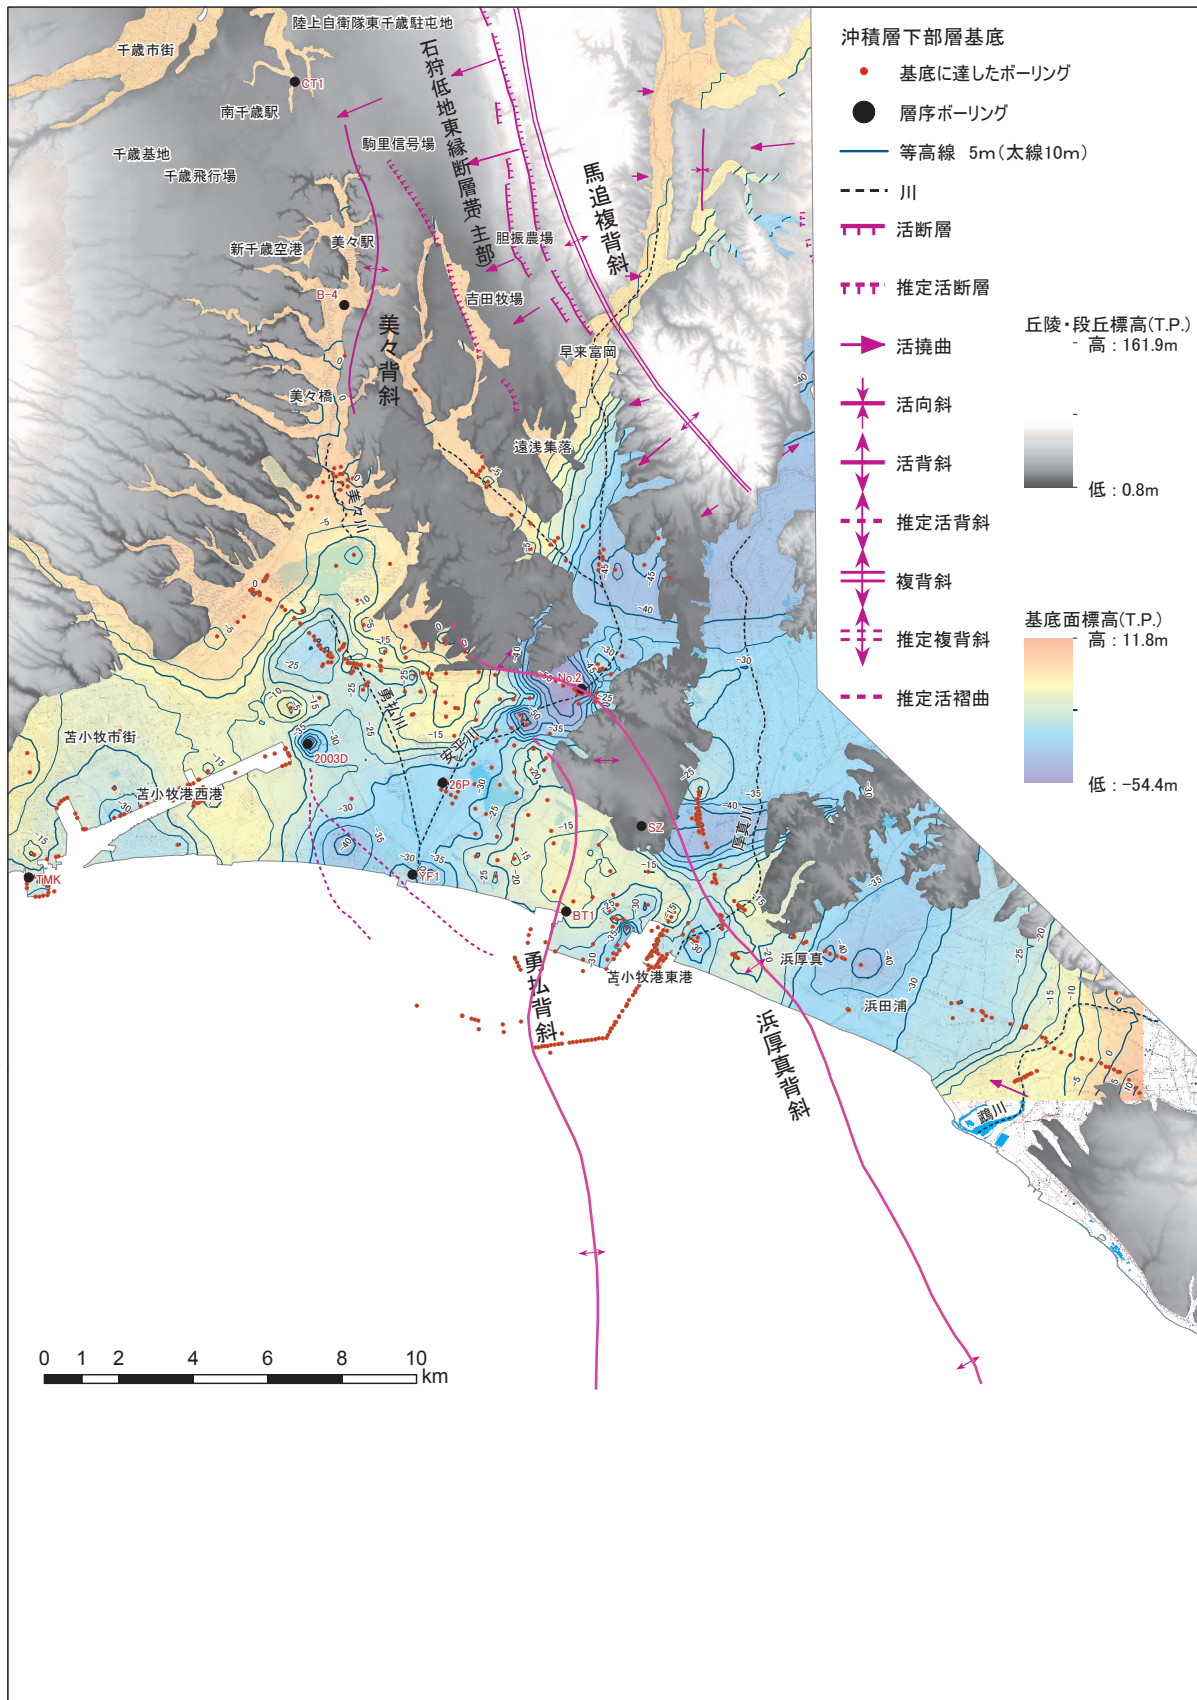 沖積層下部層基底
基底に達したボーリング
層序ボーリング
等高線 5m(太線10m)
川
活断層
推定活断層
活撓曲
活向斜
活背斜
推定活背斜
複背斜
推定複背斜
推定活褶曲
丘陵・段丘標高(T.P.)
高 : 161.9m
低 : 0.8m
基底面標高(T.P.)
高 : 11.8m
低 : -54.4m
陸上自衛隊東千歳駐屯地
千歳市街
CT1
南千歳駅
千歳基地
千歳飛行場
駒里信号場
石狩低地東縁断層帯(主部)
馬追複背斜
胆振農場
美々駅
新千歳空港
B-4
吉田牧場
美々背斜
早来富岡
美々橋
遠浅集落
美々川
勇払川
安平川
No.2
苫小牧市街
2003D
26P
苫小牧港西港
SZ
厚真川
TMK
YF1
BT1
苫小牧港東港
浜厚真
浜田浦
勇払背斜
浜厚真背斜
鵡川
0 1 2 4 6 8 10
km